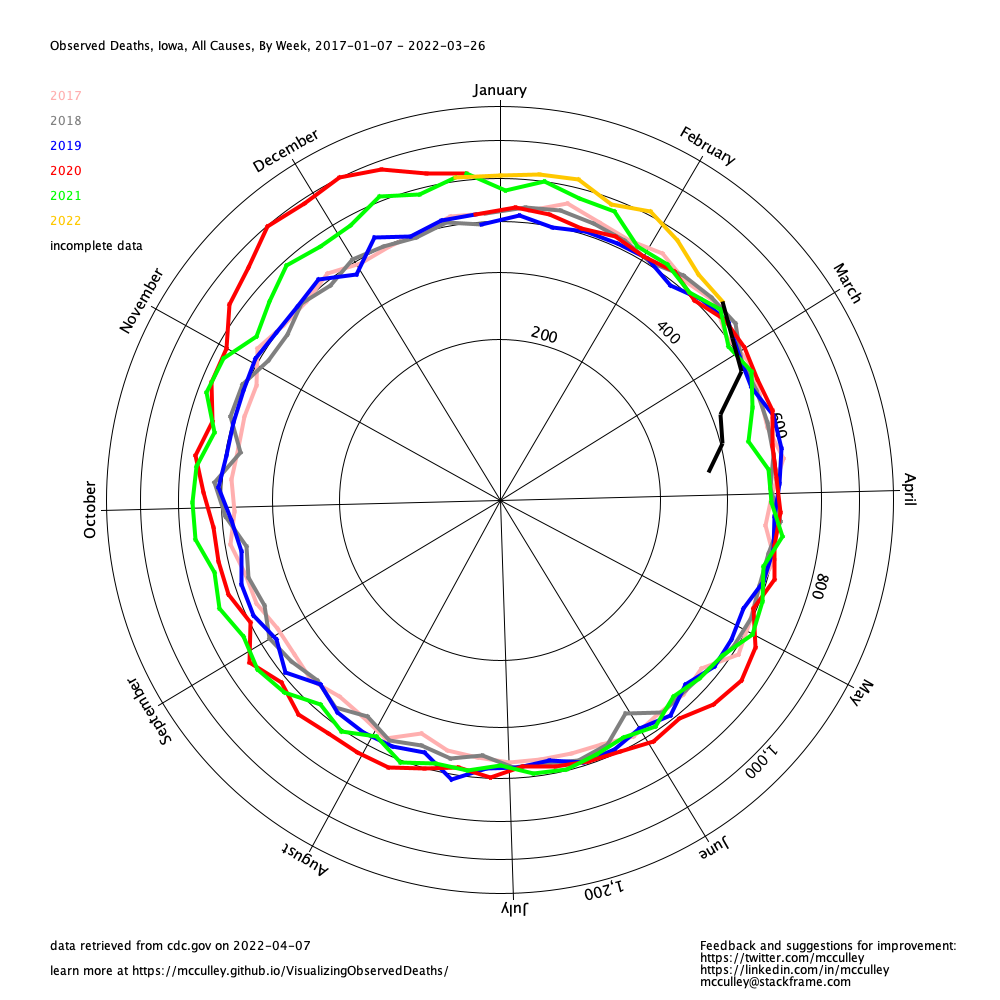 Observed Deaths, Iowa, All Causes, By Week, 2017-01-07 - 2022-03-26
January
2017
2018
2019
2020
2021
2022
incomplete data
December
February
November
March
200
400
600
October
April
800
September
May
1,000
August
June
1,200
July
data retrieved from cdc.gov on 2022-04-07
learn more at https://mcculley.github.io/VisualizingObservedDeaths/
Feedback and suggestions for improvement:
https://twitter.com/mcculley
https://linkedin.com/in/mcculley
mcculley@stackframe.com